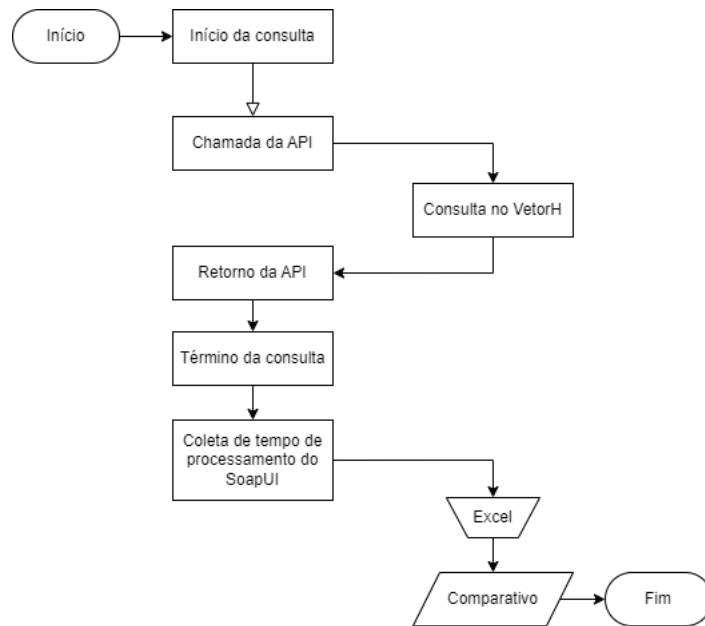 Início
Início da consulta
Chamada da API
Consulta no VetorH
Retorno da API
Término da consulta
Coleta de tempo de
processamento do
SoapUI
Excel
Comparativo
Fim